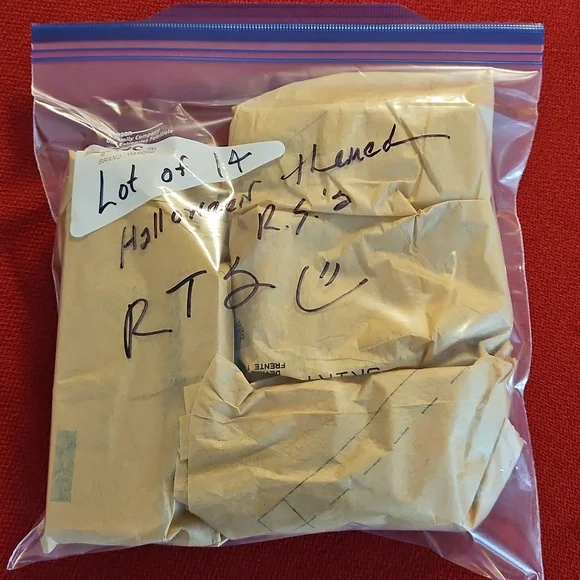 Lot of 14
Halloween themed
R.S.'s
RTS
FRENTE